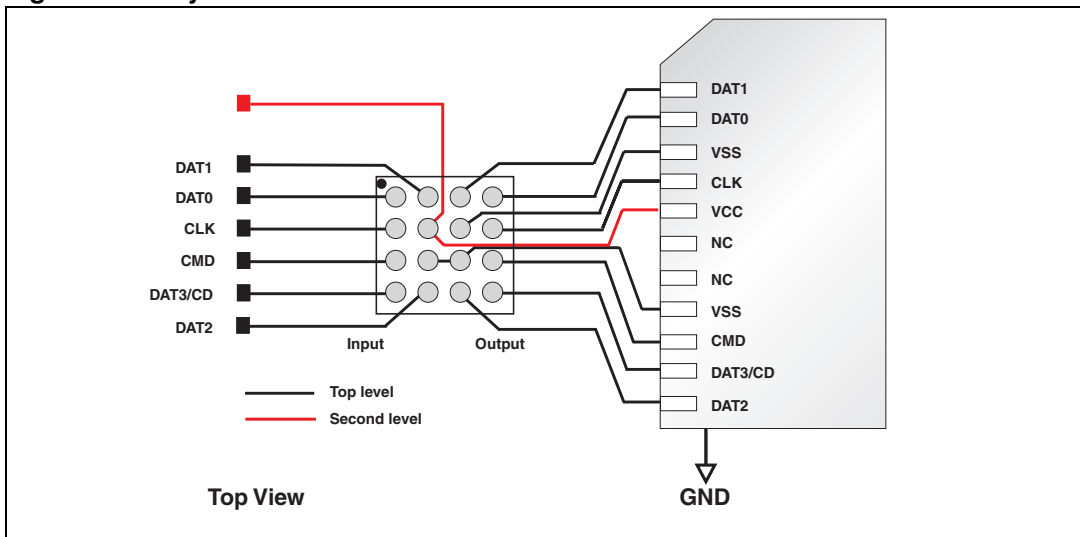 DAT1
DAT0
CLK
CMD
DAT3/CD
DAT2
Input
Output
DAT1
DAT0
VSS
CLK
VCC
NC
NC
VSS
CMD
DAT3/CD
DAT2
Top level
Second level
Top View
GND